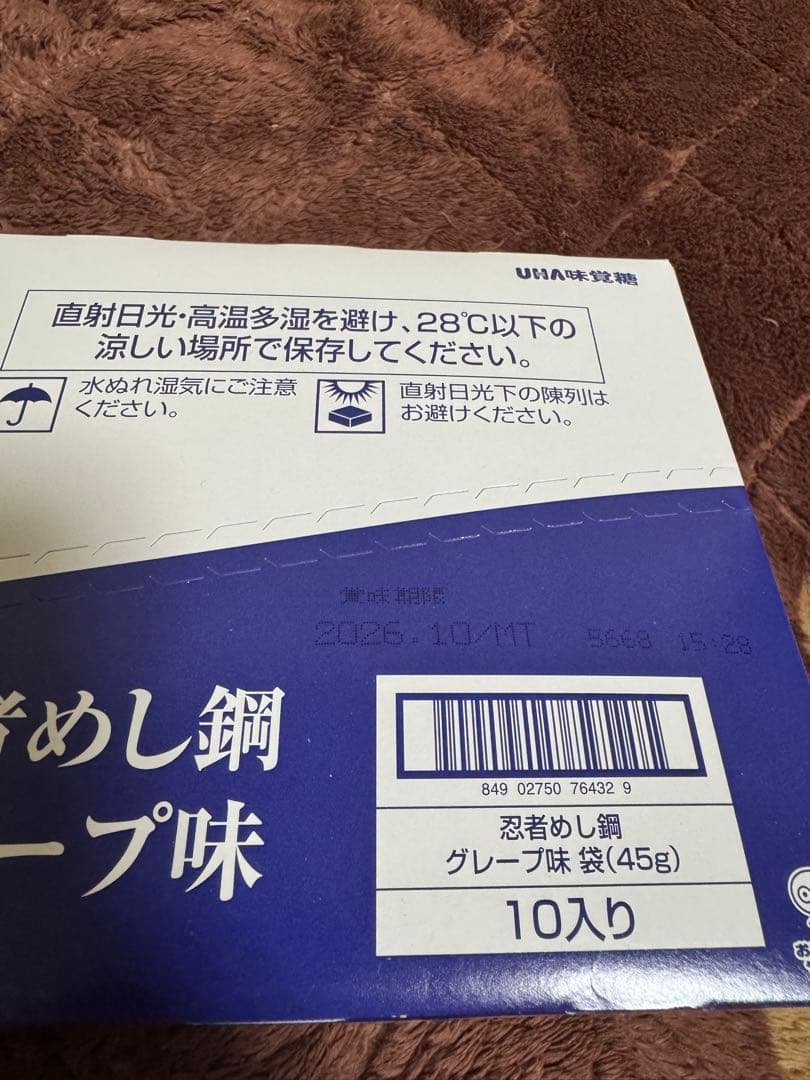 UHA味覚糖
直射日光・高温多湿を避け、28℃以下の
涼しい場所で保存してください。
水ぬれ湿気にご注意
ください。
直射日光下の陳列は
お避けください。
賞味期限
2026.10/MT 5668 15:28
者めし鋼
ープ味
849 02750 76432 9
忍者めし鋼
グレープ味 袋(45g)
10入り
お